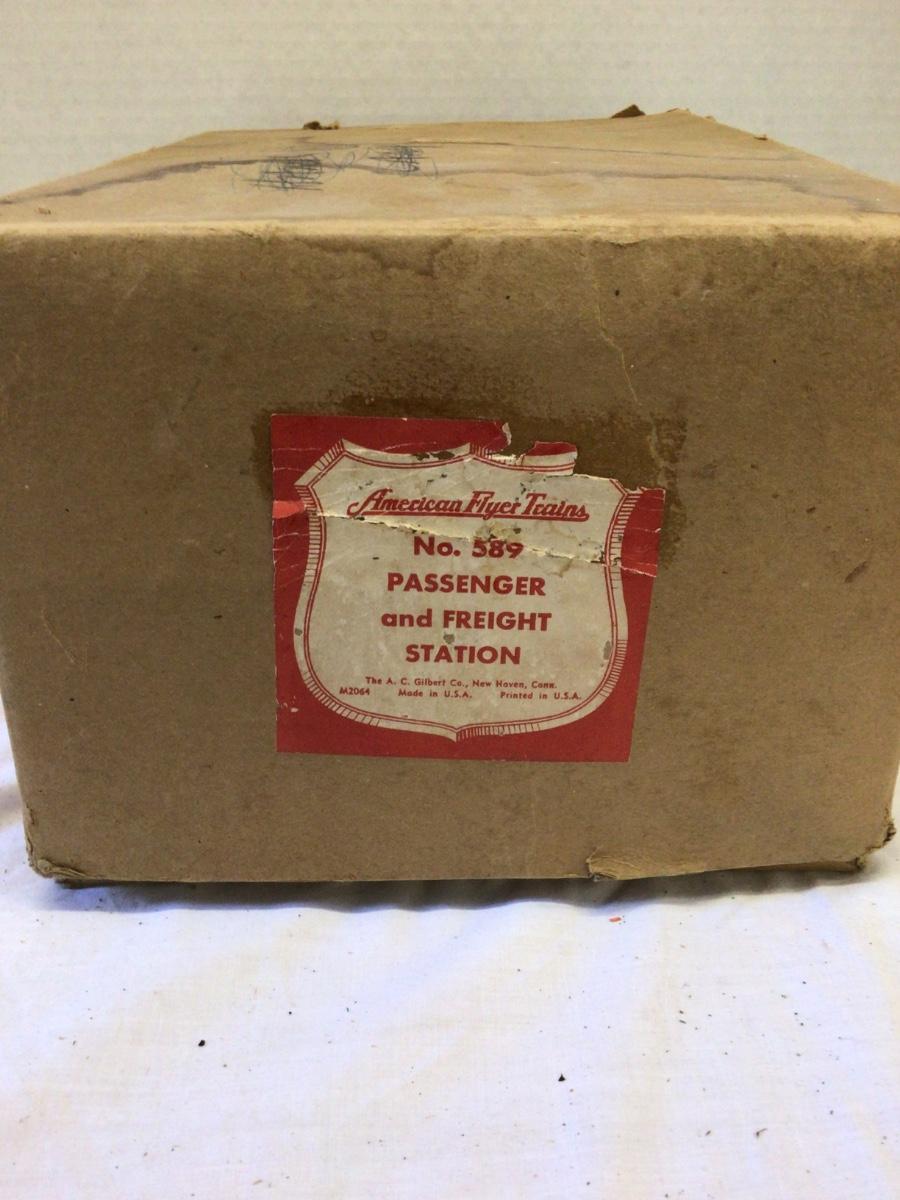 American Flyer Trains
No. 589
PASSENGER
and FREIGHT
STATION
The A. C. Gilbert Co., New Haven, Conn.
M2064 Made in U.S.A. Printed in U.S.A.